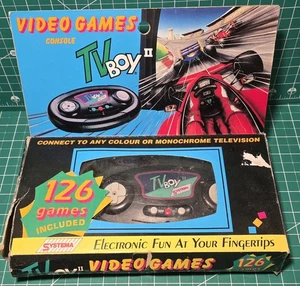 VIDEO GAMES
CONSOLE
TV BOY II
CONNECT TO ANY COLOUR OR MONOCHROME TELEVISION
126
games
INCLUDED
TV BOY
SYSTEMA
ELECTRONIC FUN AT YOUR FINGERTIPS
TV BOY II VIDEO GAMES
126